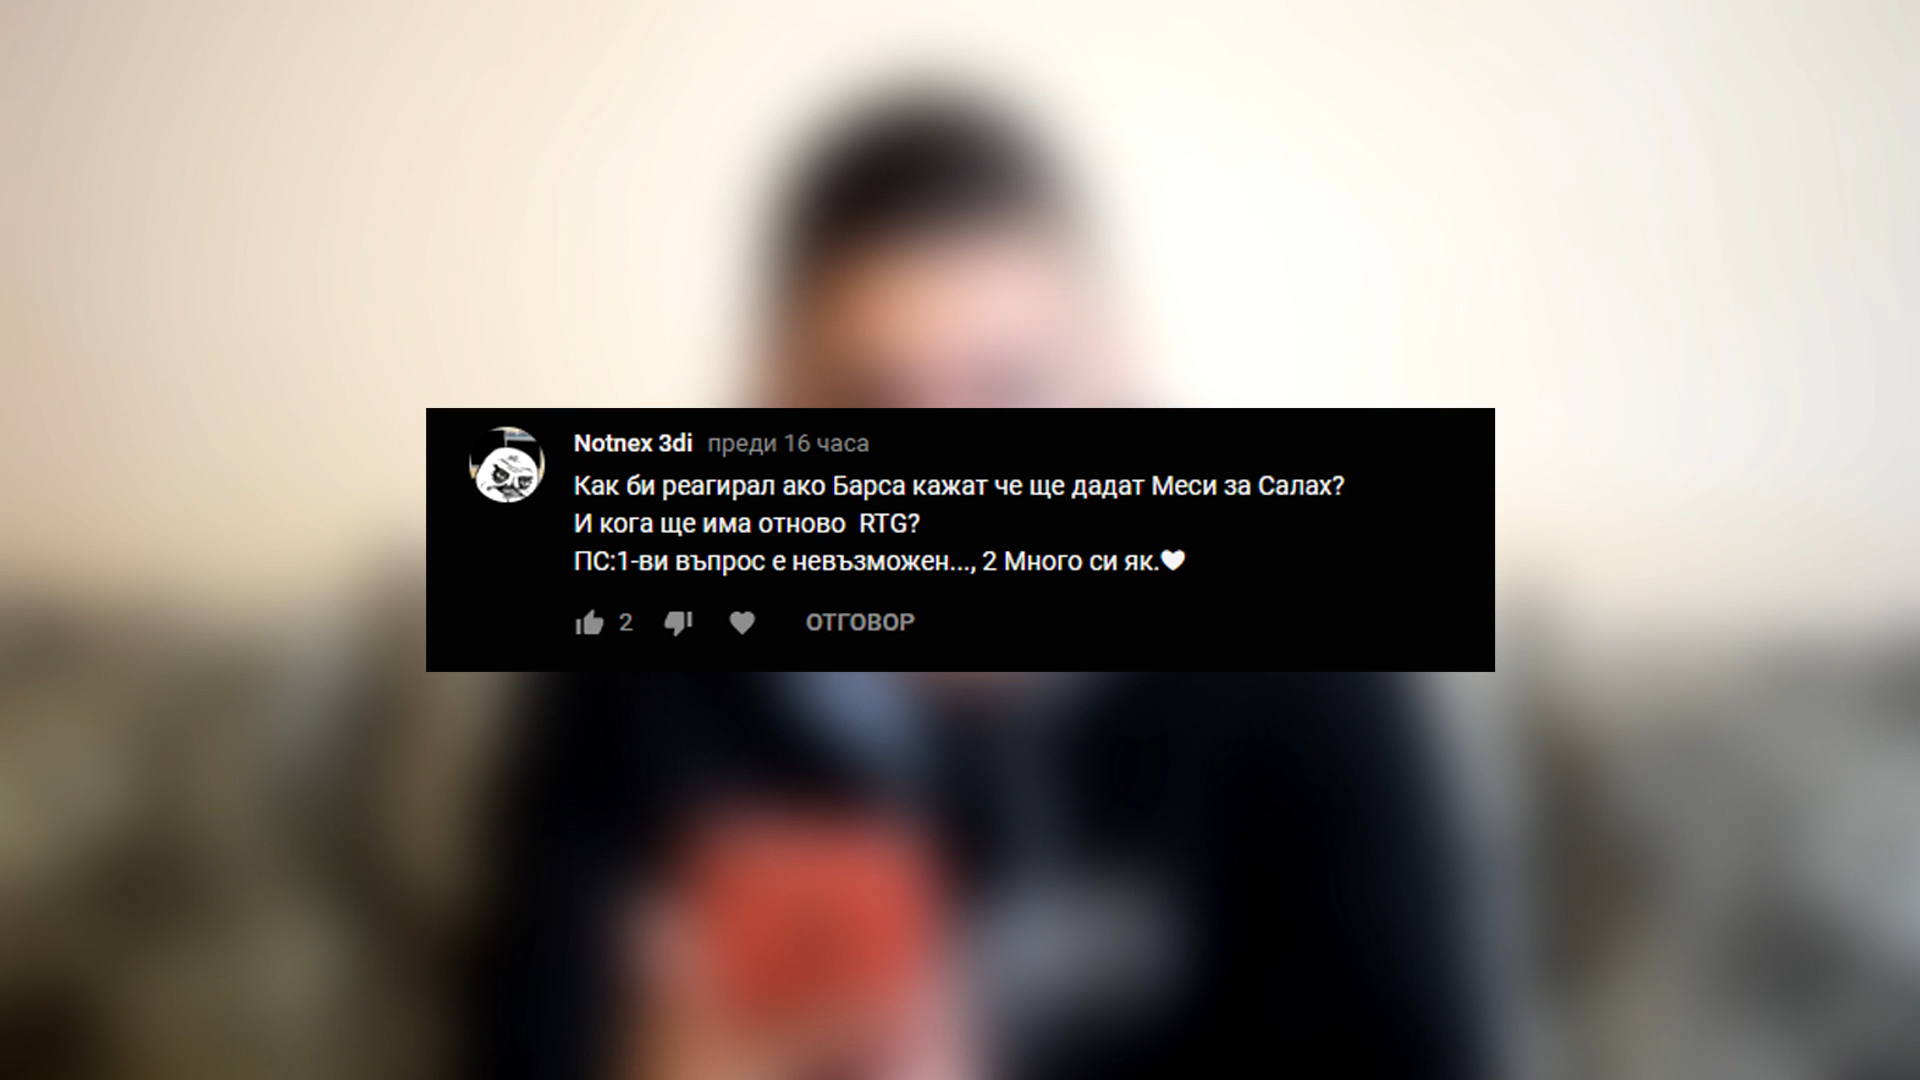 Notnex 3di преди 16 часа
Как би реагирал ако Барса кажат че ще дадат Меси за Салах?
И кога ще има отново RTG?
ПС:1-ви въпрос е невъзможен..., 2 Много си як.🤍
2 ОТГОВОР